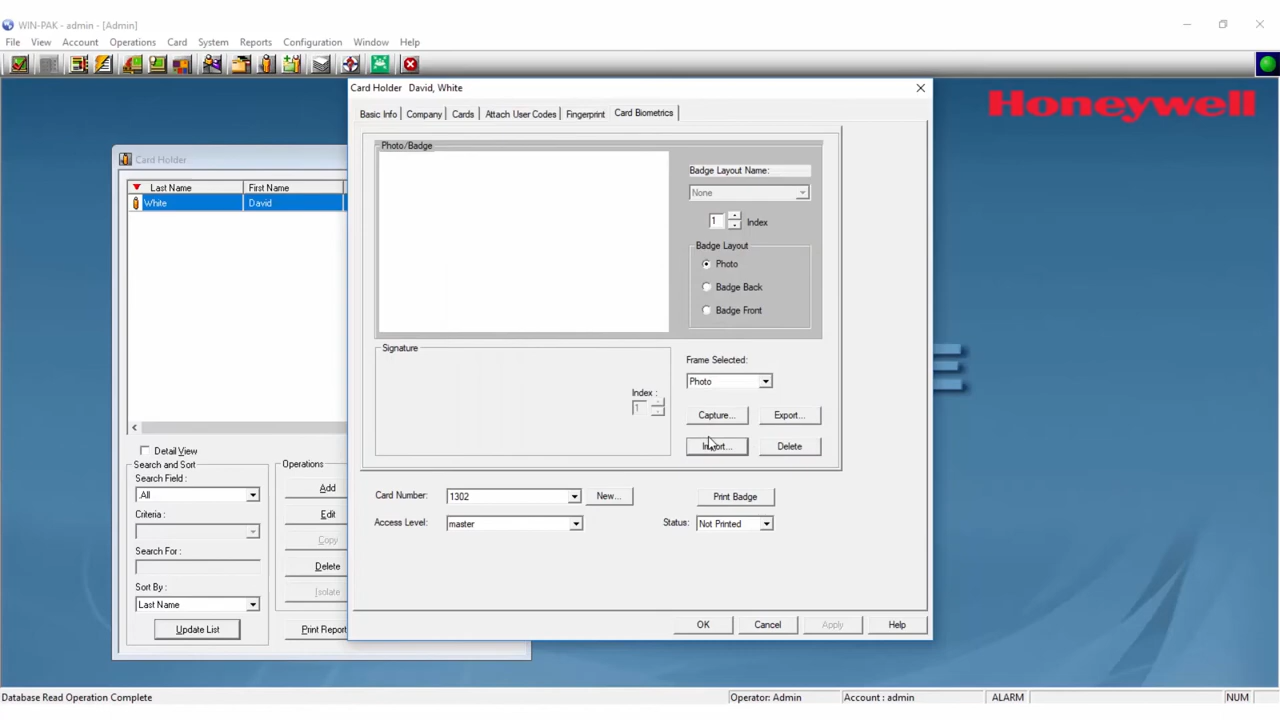 WIN-PAK - admin - [Admin]
File View Account Operations Card System Reports Configuration Window Help
Honeywell
Card Holder
Last Name First Name
White David
Detail View
Search and Sort
Search Field :
.All
Criteria :
Search For :
Sort By :
Last Name
Update List
Operations
Add
Edit
Copy
Delete
Isolate
Print Report
Card Holder David, White
Basic Info Company Cards Attach User Codes Fingerprint Card Biometrics
Photo/Badge
Badge Layout Name:
None
1 Index
Badge Layout
Photo
Badge Back
Badge Front
Signature
Index :
1
Frame Selected:
Photo
Capture... Export...
Import... Delete
Card Number: 1302 New... Print Badge
Access Level: master Status: Not Printed
OK Cancel Apply Help
Database Read Operation Complete Operator: Admin Account : admin ALARM NUM